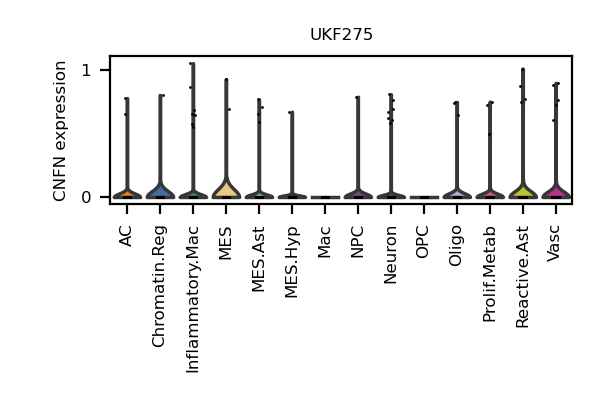 UKF275
CNFN expression
1
0
AC
Chromatin.Reg
Inflammatory.Mac
MES
MES.Ast
MES.Hyp
Mac
NPC
Neuron
OPC
Oligo
Prolif.Metab
Reactive.Ast
Vasc